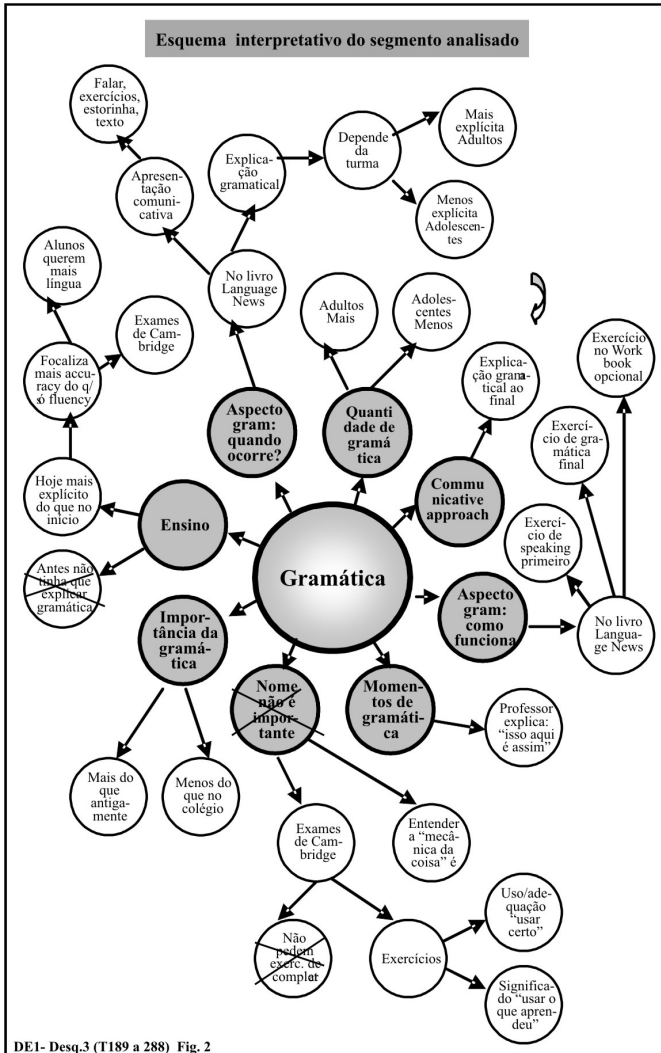 Esquema interpretativo do segmento analisado
Falar,
exercícios,
estorinha,
texto
Apresen-
tação
comuni-
cativa
Explica-
ção
gramatical
Depende
da
turma
Mais
explícita
Adultos
Menos
explícita
Adolescen-
tes
Alunos
querem
mais
língua
No livro
Language
News
Exames
de Cam-
bridge
Focaliza
mais accu-
racy do q/
só fluency
Adultos
Mais
Adoles-
centes
Menos
Exercício
no Work
book
opcional
Explica-
ção grama-
tical ao
final
Aspecto
gram:
quando
ocorre?
Quanti
dade de
gramá
tica
Exercí-
cio de gra-
mática
final
Hoje mais
explícito
do que no
início
Ensino
Commu
nicative
approach
Exercí-
cio de
speaking
primeiro
Antes não
tinha que
explicar
gramática
Gramática
Aspecto
gram:
como
funciona
No livro
Langua-
ge News
Impor-
tância da
gramá-
tica
Nome
não é
impor-
tante
Momen-
tos de
gramáti-
ca
Professor
explica:
“isso aqui
é assim”
Mais do
que
antiga-
mente
Menos do
que no
colégio
Exames
de Cam-
bridge
Entender
a “mecâ-
nica da
coisa” é
Não
pedem
exerc. de
completar
Exercícios
Uso/ade-
quação
“usar
certo”
Significa-
do “usar o
que apren-
deu”
DE1- Desq.3 (T189 a 288) Fig. 2